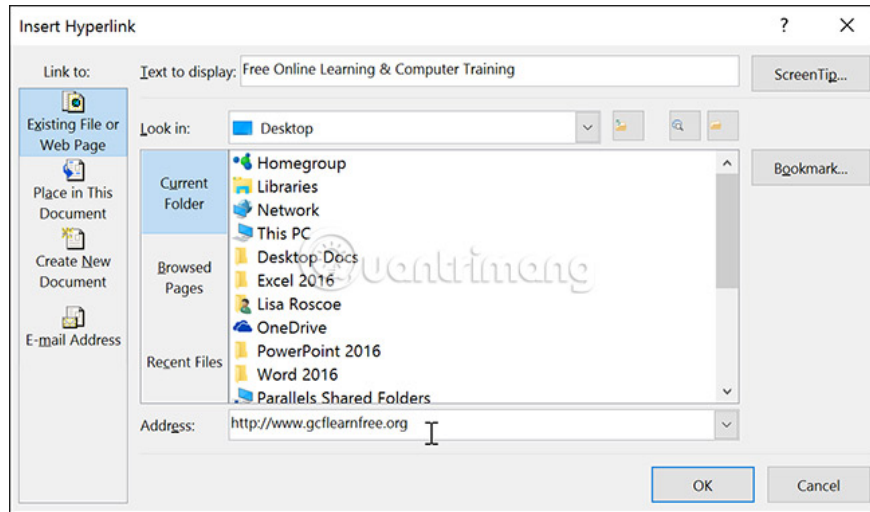 Insert Hyperlink
?
Link to:
Text to display: Free Online Learning & Computer Training
ScreenTip...
Existing File or
Web Page
Look in:
Desktop
Place in This
Document
Create New
Document
E-mail Address
Current
Folder
Browsed
Pages
Recent Files
Homegroup
Libraries
Network
This PC
Desktop Docs
Excel 2016
Lisa Roscoe
OneDrive
PowerPoint 2016
Word 2016
Parallels Shared Folders
Bookmark...
Quantrimang
Address: http://www.gcflearnfree.org
OK
Cancel